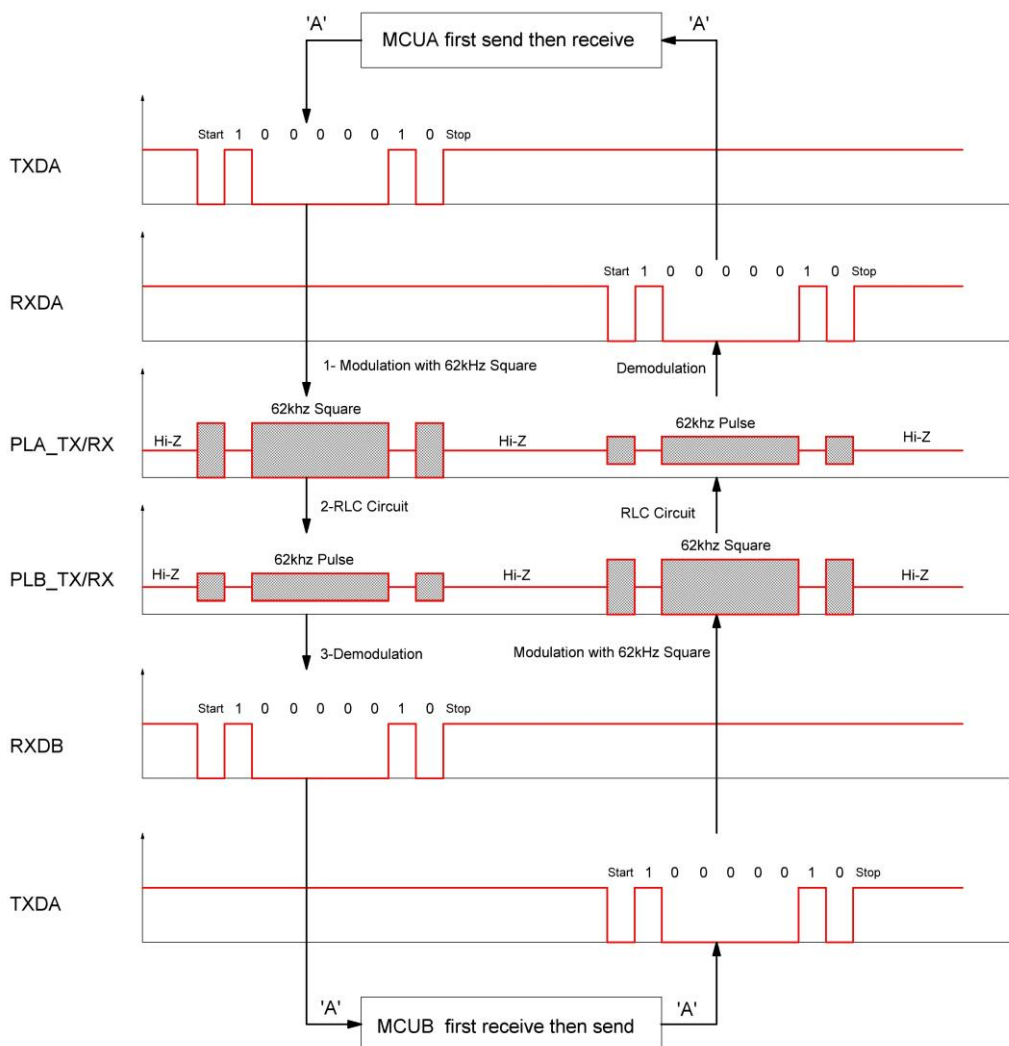 'A'
MCUA first send then receive
'A'
TXDA
Start 1 0 0 0 0 0 1 0 Stop
RXDA
Start 1 0 0 0 0 0 1 0 Stop
1- Modulation with 62kHz Square
Demodulation
PLA_TX/RX
Hi-Z
62khz Square
Hi-Z
62khz Pulse
Hi-Z
2-RLC Circuit
RLC Circuit
PLB_TX/RX
Hi-Z
62khz Pulse
Hi-Z
62khz Square
Hi-Z
3-Demodulation
Modulation with 62kHz Square
RXDB
Start 1 0 0 0 0 0 1 0 Stop
TXDA
Start 1 0 0 0 0 0 1 0 Stop
'A'
MCUB first receive then send
'A'